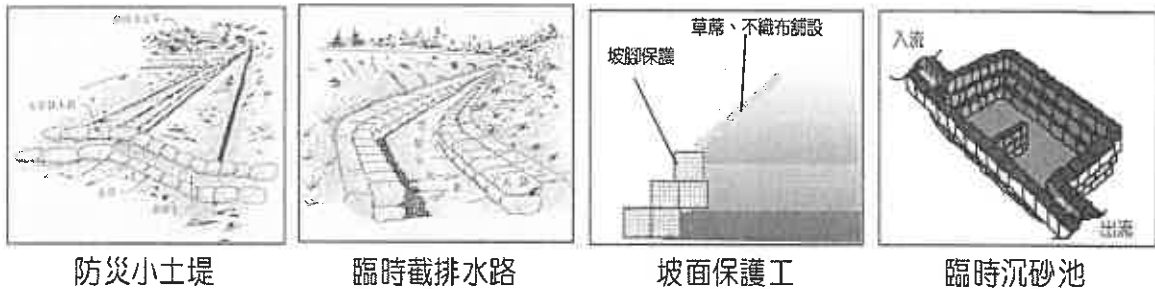 草蓆、不織布舖設
坡腳保護
入流
出流
防災小土堤
臨時截排水路
坡面保護工
臨時沉砂池